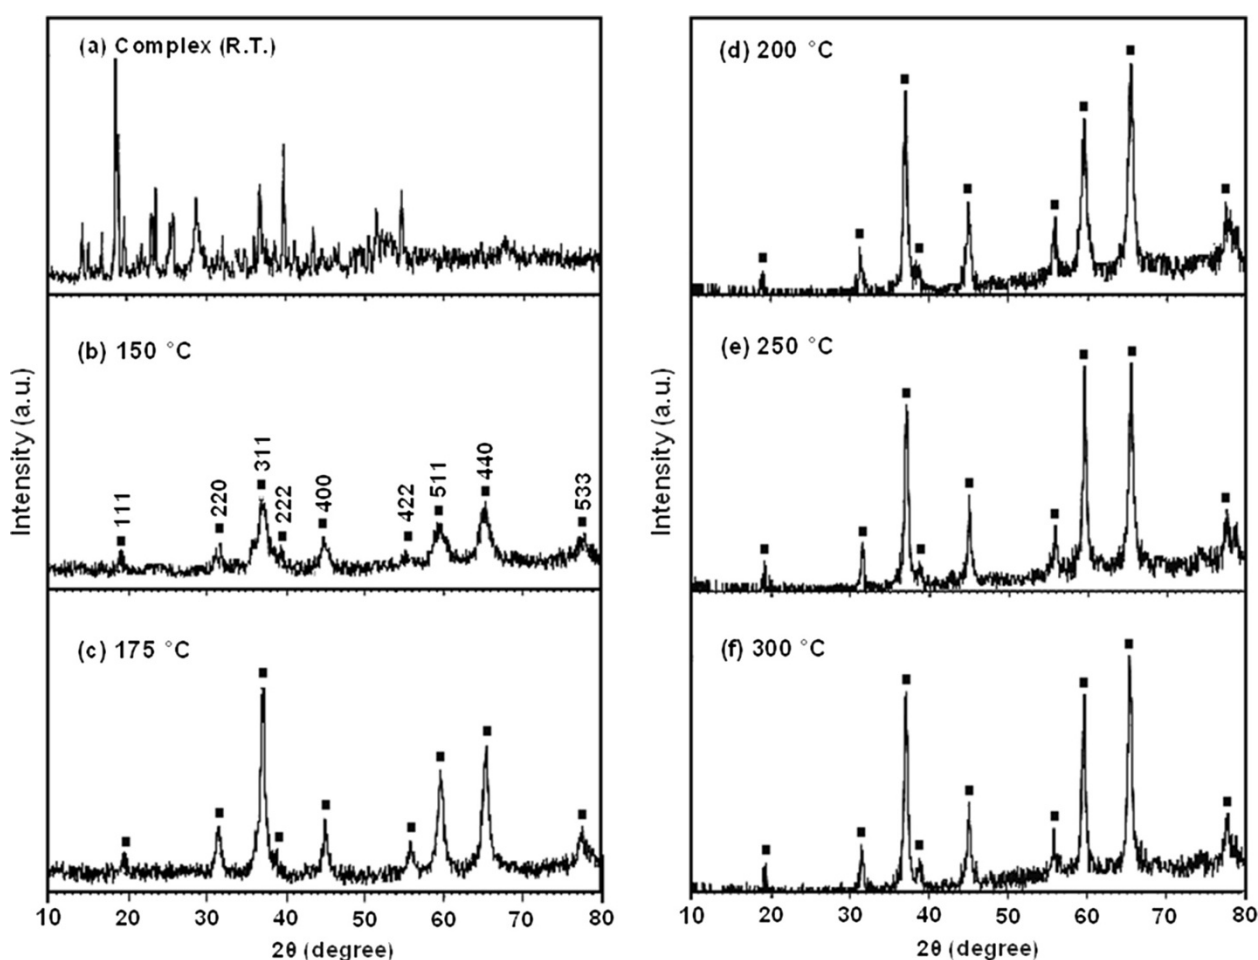 (a) Complex (R.T.)
Intensity (a.u.)
(b) 150 °C
111
220
311
222
400
422
511
440
533
(c) 175 °C
10 20 30 40 50 60 70 80
2θ (degree)
(d) 200 °C
Intensity (a.u.)
(e) 250 °C
(f) 300 °C
10 20 30 40 50 60 70 80
2θ (degree)